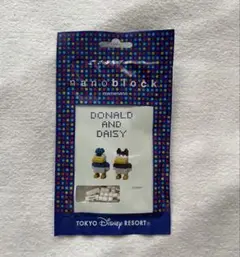 nanoblock
DONALD
AND
DAISY
TOKYO Disney RESORT®